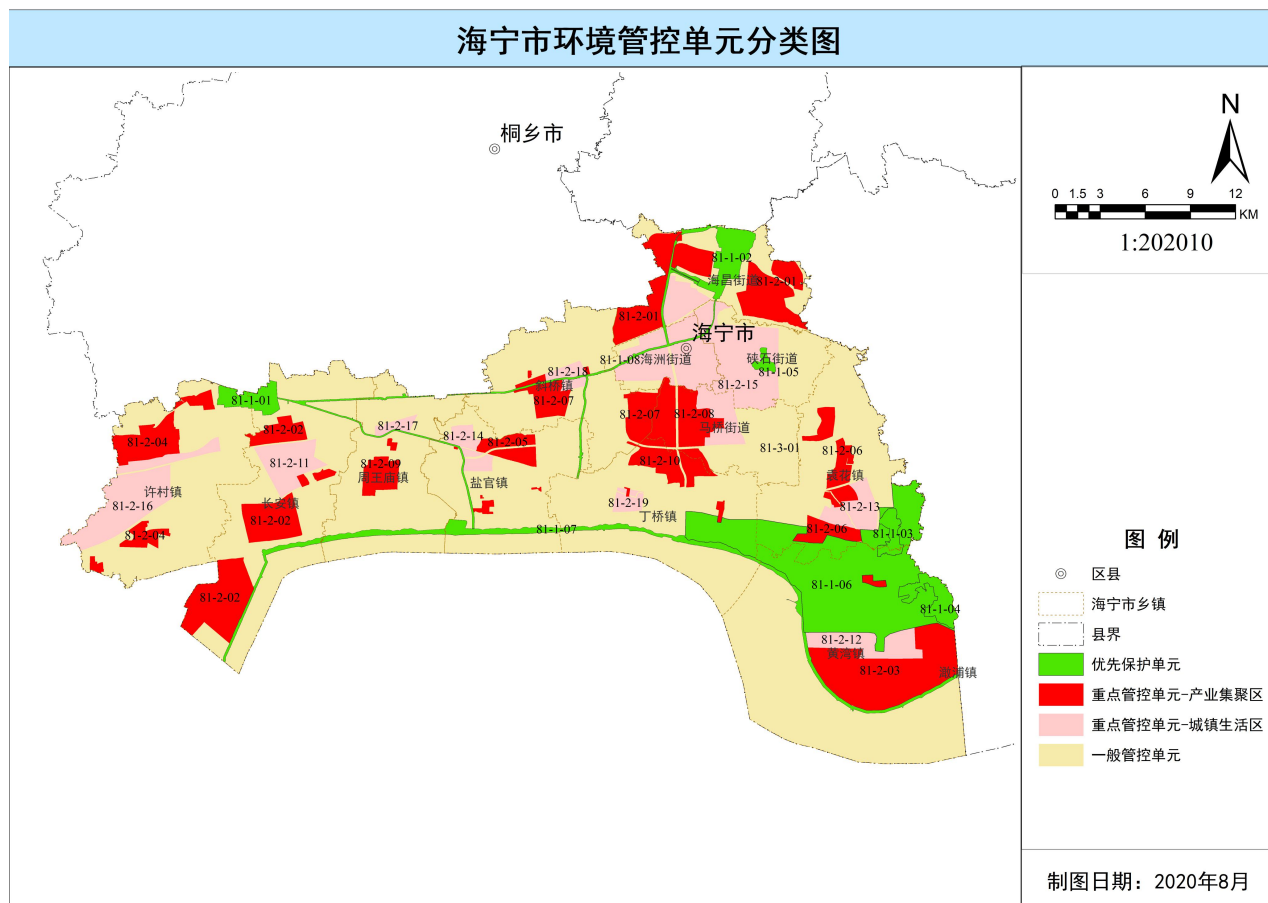 海宁市环境管控单元分类图
桐乡市
N
0 1.5 3 6 9 12
KM
1:202010
81-1-02
海昌街道
81-2-01
81-2-01
海宁市
81-1-08
海洲街道
硖石街道
81-1-05
81-2-18
斜桥镇
81-2-15
81-1-01
81-2-07
81-2-07
81-2-08
马桥街道
81-2-17
81-2-02
81-2-04
81-2-14
81-2-05
81-3-01
81-2-06
81-2-11
81-2-09
81-2-10
周王庙镇
盐官镇
袁花镇
许村镇
81-2-16
长安镇
81-2-19
81-2-13
丁桥镇
81-2-02
81-2-04
81-1-07
81-2-06
81-1-03
81-2-02
81-1-06
81-1-04
81-2-12
黄湾镇
81-2-03
澉浦镇
图 例
区县
海宁市乡镇
县界
优先保护单元
重点管控单元-产业集聚区
重点管控单元-城镇生活区
一般管控单元
制图日期：2020年8月